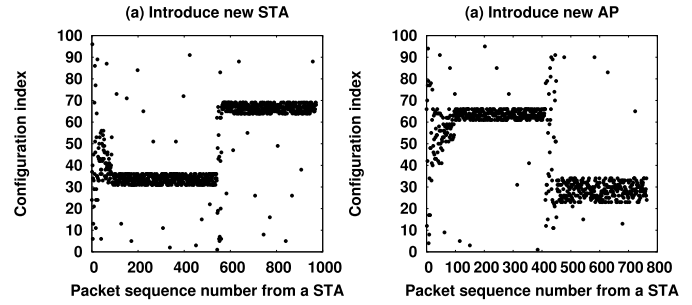 (a) Introduce new STA
(a) Introduce new AP
Configuration index
100
90
80
70
60
50
40
30
20
10
0
0 200 400 600 800 1000
Packet sequence number from a STA
Configuration index
100
90
80
70
60
50
40
30
20
10
0
0 100 200 300 400 500 600 700 800
Packet sequence number from a STA